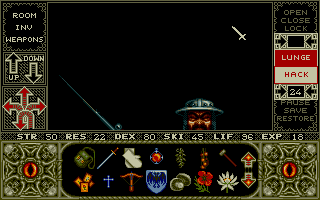 ROOM
INV
WEAPONS
UP
DOWN
OPEN
CLOSE
LOCK
LUNGE
HACK
24
PAUSE
SAVE
RESTORE
STR 50 RES 22 DEX 80 SKI 45 LIF 96 EXP 18